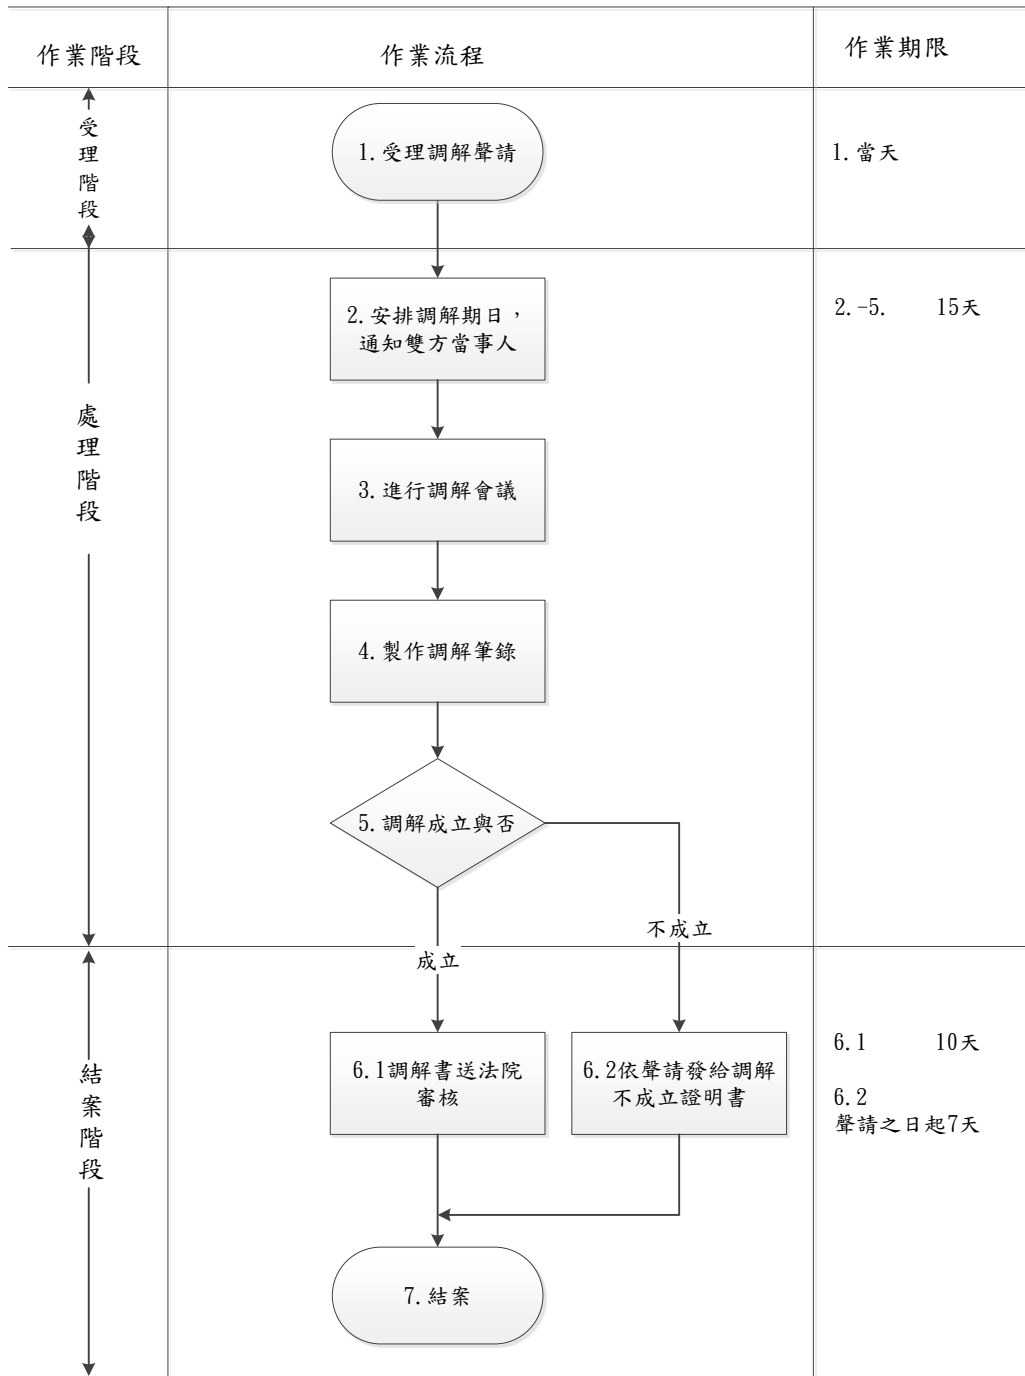 作業階段
作業流程
作業期限
受理階段
1.受理調解聲請
1.當天
處理階段
2.安排調解期日，
通知雙方當事人
2.-5. 15天
3.進行調解會議
4.製作調解筆錄
5.調解成立與否
不成立
成立
結案階段
6.1調解書送法院
審核
6.2依聲請發給調解
不成立證明書
6.1 10天
6.2
聲請之日起7天
7.結案